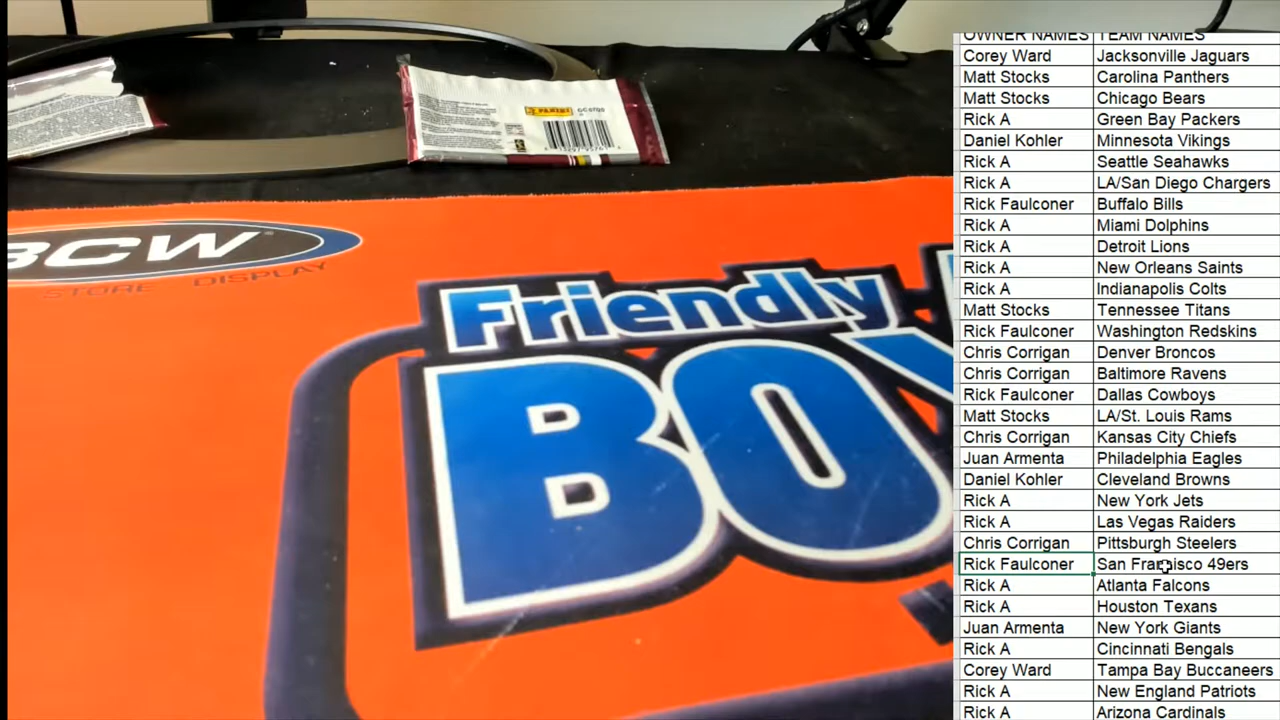 OWNER NAMES TEAM NAMES
Corey Ward Jacksonville Jaguars
Matt Stocks Carolina Panthers
Matt Stocks Chicago Bears
Rick A Green Bay Packers
Daniel Kohler Minnesota Vikings
Rick A Seattle Seahawks
Rick A LA/San Diego Chargers
Rick Faulconer Buffalo Bills
Rick A Miami Dolphins
Rick A Detroit Lions
Rick A New Orleans Saints
Rick A Indianapolis Colts
Matt Stocks Tennessee Titans
Rick Faulconer Washington Redskins
Chris Corrigan Denver Broncos
Chris Corrigan Baltimore Ravens
Rick Faulconer Dallas Cowboys
Matt Stocks LA/St. Louis Rams
Chris Corrigan Kansas City Chiefs
Juan Armenta Philadelphia Eagles
Daniel Kohler Cleveland Browns
Rick A New York Jets
Rick A Las Vegas Raiders
Chris Corrigan Pittsburgh Steelers
Rick Faulconer San Francisco 49ers
Rick A Atlanta Falcons
Rick A Houston Texans
Juan Armenta New York Giants
Rick A Cincinnati Bengals
Corey Ward Tampa Bay Buccaneers
Rick A New England Patriots
Rick A Arizona Cardinals
PANINI
BCW
STORE DISPLAY
Friendly
BO